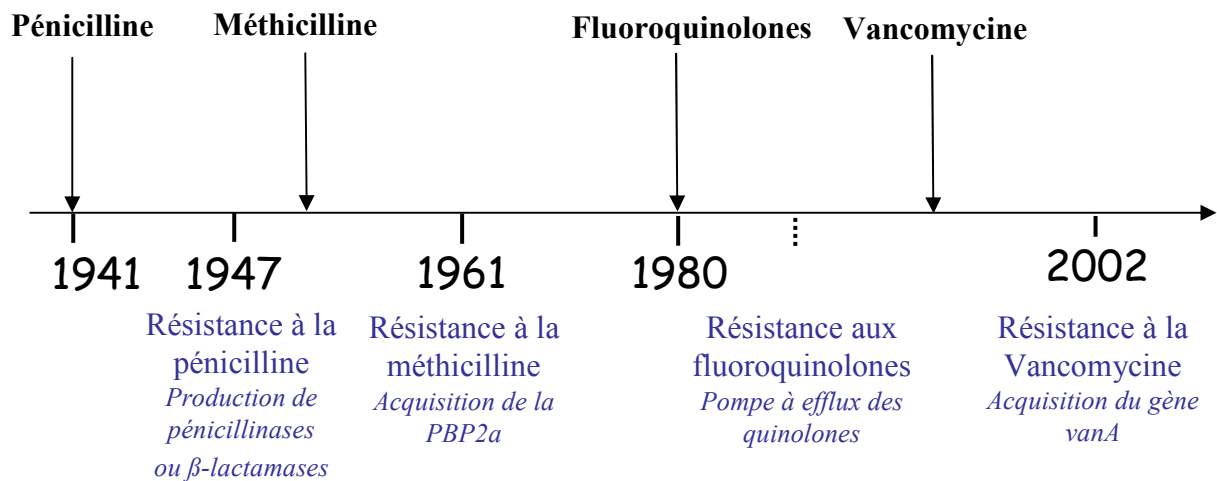 Pénicilline
Méthicilline
Fluoroquinolones
Vancomycine
1941
1947
1961
1980
2002
Résistance à la
pénicilline
Production de
pénicillinases
ou ß-lactamases
Résistance à la
méthicilline
Acquisition de la
PBP2a
Résistance aux
fluoroquinolones
Pompe à efflux des
quinolones
Résistance à la
Vancomycine
Acquisition du gène
vanA